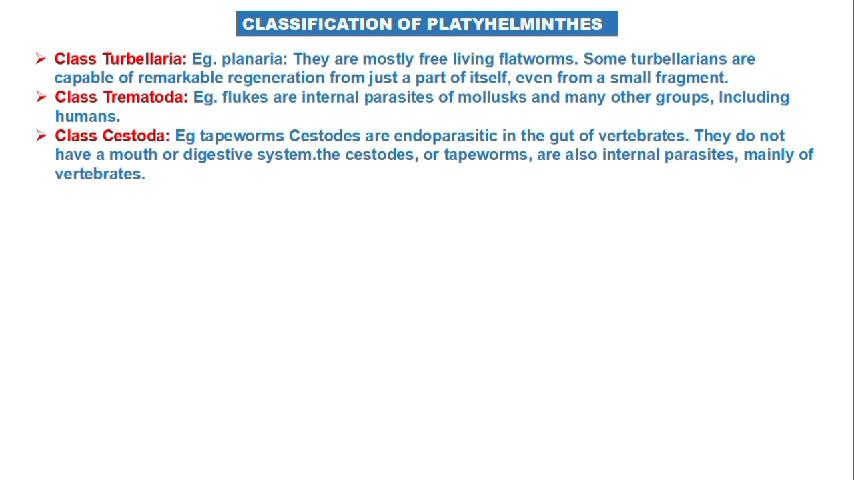 CLASSIFICATION OF PLATYHELMINTHES
➢ Class Turbellaria: Eg. planaria: They are mostly free living flatworms. Some turbellarians are
capable of remarkable regeneration from just a part of itself, even from a small fragment.
➢ Class Trematoda: Eg. flukes are internal parasites of mollusks and many other groups, Including
humans.
➢ Class Cestoda: Eg tapeworms Cestodes are endoparasitic in the gut of vertebrates. They do not
have a mouth or digestive system.the cestodes, or tapeworms, are also internal parasites, mainly of
vertebrates.